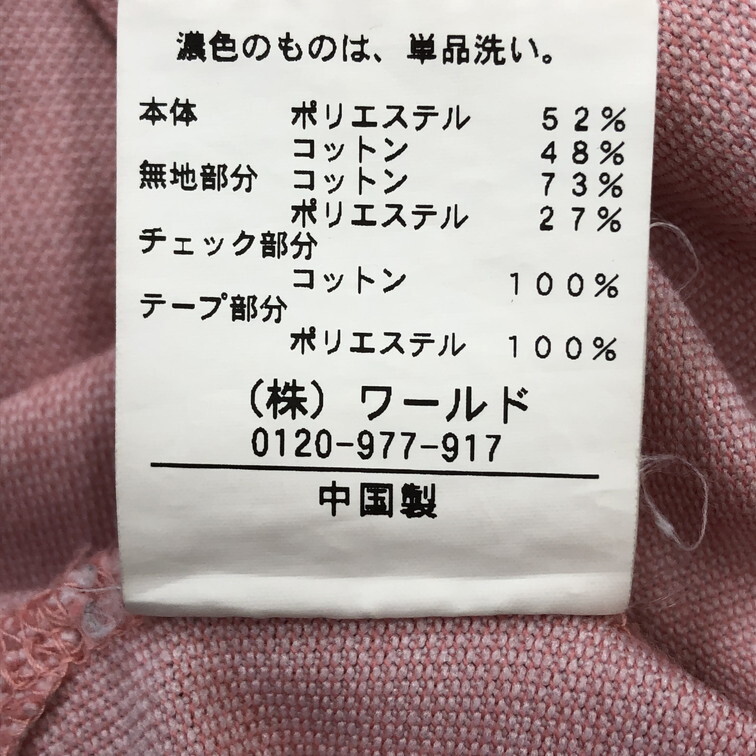 濃色のものは、単品洗い。
本体 ポリエステル 52%
コットン 48%
無地部分 コットン 73%
ポリエステル 27%
チェック部分
コットン 100%
テープ部分
ポリエステル 100%
(株)ワールド
0120-977-917
中国製